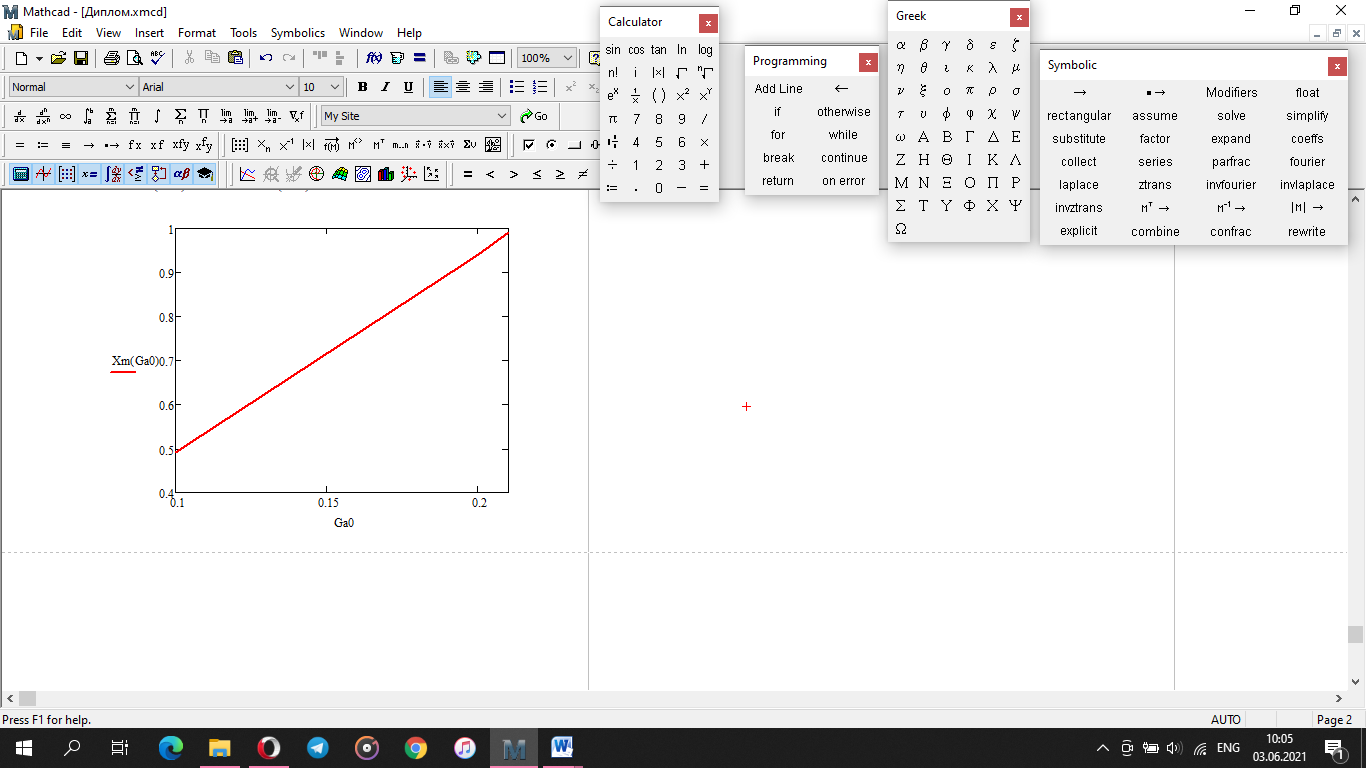 Mathcad - [Диплом.xmcd]
File Edit View Insert Format Tools Symbolics Window Help
100%
Normal Arial 10 B I U
My Site Go
Calculator
sin cos tan ln log
n! i |×|
π 7 8 9 /
4 5 6 ×
÷ 1 2 3 +
:= . 0 − =
Programming
Add Line ←
if otherwise
for while
break continue
return on error
Greek
α β γ δ ε ζ
η θ ι κ λ μ
ν ξ ο π ρ σ
τ υ ϕ φ χ ψ
ω Α Β Γ Δ Ε
Ζ Η Θ Ι Κ Λ
Μ Ν Ξ Ο Π Ρ
Σ Τ Υ Φ Χ Ψ
Ω
Symbolic
→ ▪ → Modifiers float
rectangular assume solve simplify
substitute factor expand coeffs
collect series parfrac fourier
laplace ztrans invfourier invlaplace
invztrans Mᵀ → M⁻¹ → |M| →
explicit combine confrac rewrite
= < > ≤ ≥ ≠
1
0.9
0.8
Xm(Ga0) 0.7
0.6
0.5
0.4
0.1 0.15 0.2
Ga0
Press F1 for help. AUTO Page 2
ENG 10:05
03.06.2021
1